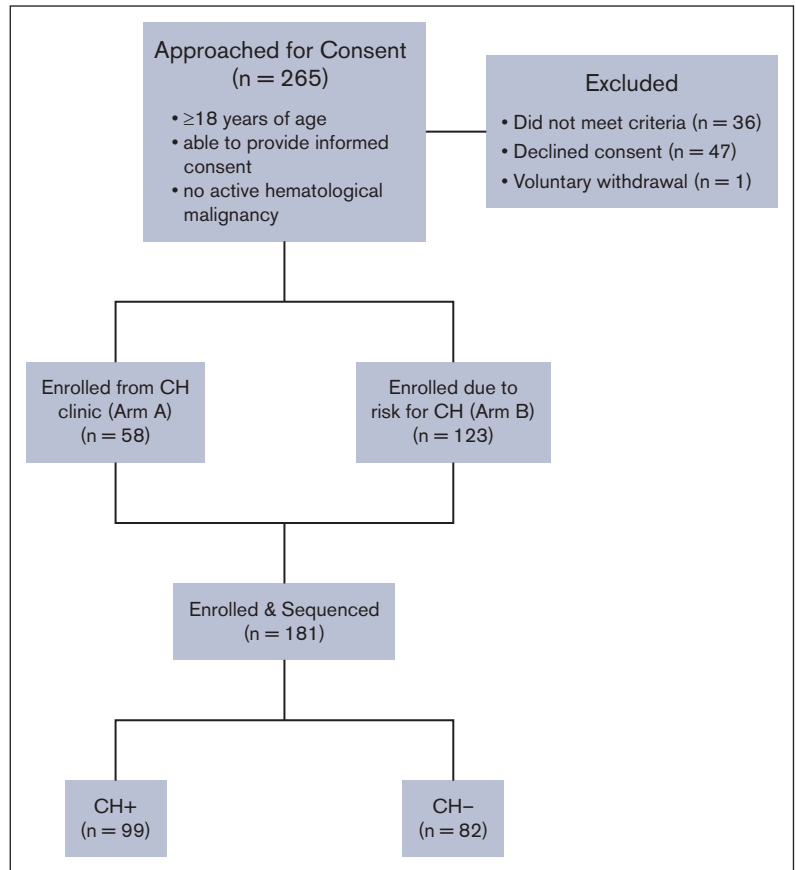 Approached for Consent
(n = 265)
• ≥18 years of age
• able to provide informed
consent
• no active hematological
malignancy
Excluded
• Did not meet criteria (n = 36)
• Declined consent (n = 47)
• Voluntary withdrawal (n = 1)
Enrolled from CH
clinic (Arm A)
(n = 58)
Enrolled due to
risk for CH (Arm B)
(n = 123)
Enrolled & Sequenced
(n = 181)
CH+
(n = 99)
CH−
(n = 82)